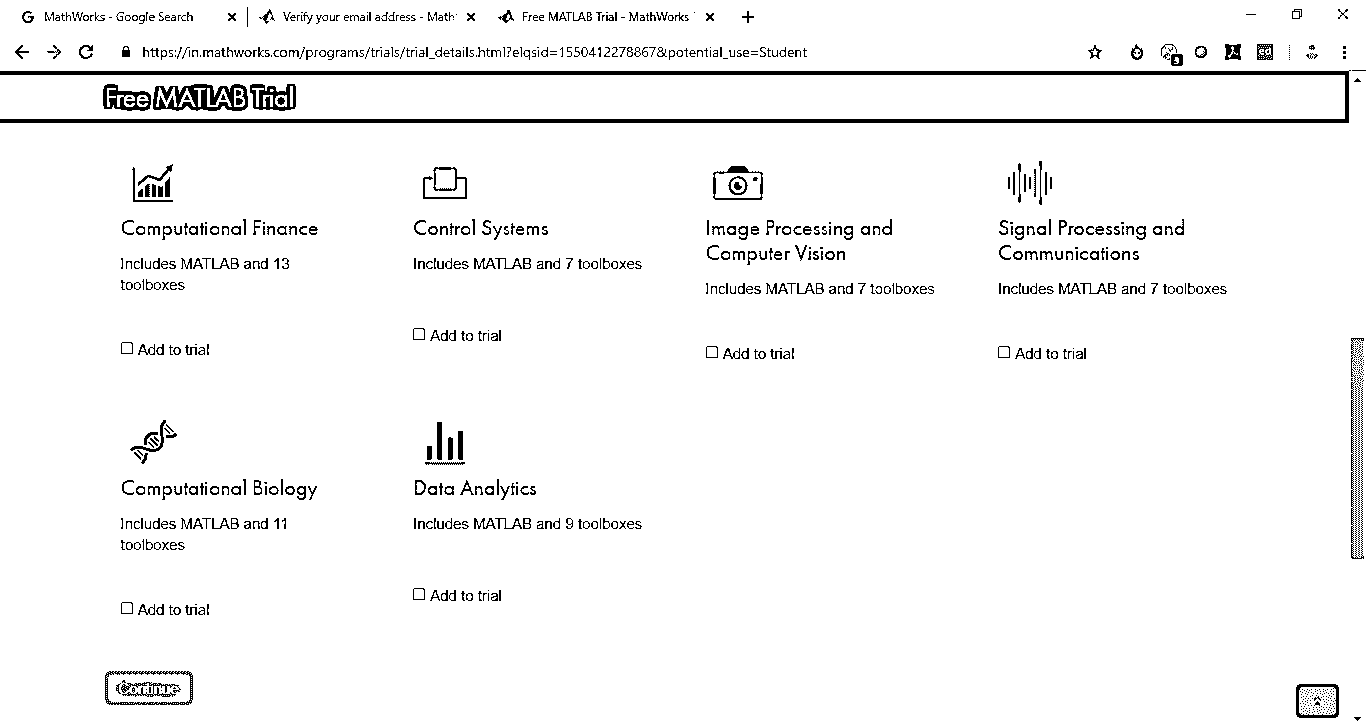 MathWorks - Google Search
Verify your email address - Math
Free MATLAB Trial - MathWorks
https://in.mathworks.com/programs/trials/trial_details.html?elqsid=1550412278867&potential_use=Student
Free MATLAB Trial
Computational Finance
Includes MATLAB and 13
toolboxes
Add to trial
Control Systems
Includes MATLAB and 7 toolboxes
Add to trial
Image Processing and
Computer Vision
Includes MATLAB and 7 toolboxes
Add to trial
Signal Processing and
Communications
Includes MATLAB and 7 toolboxes
Add to trial
Computational Biology
Includes MATLAB and 11
toolboxes
Add to trial
Data Analytics
Includes MATLAB and 9 toolboxes
Add to trial
Continue